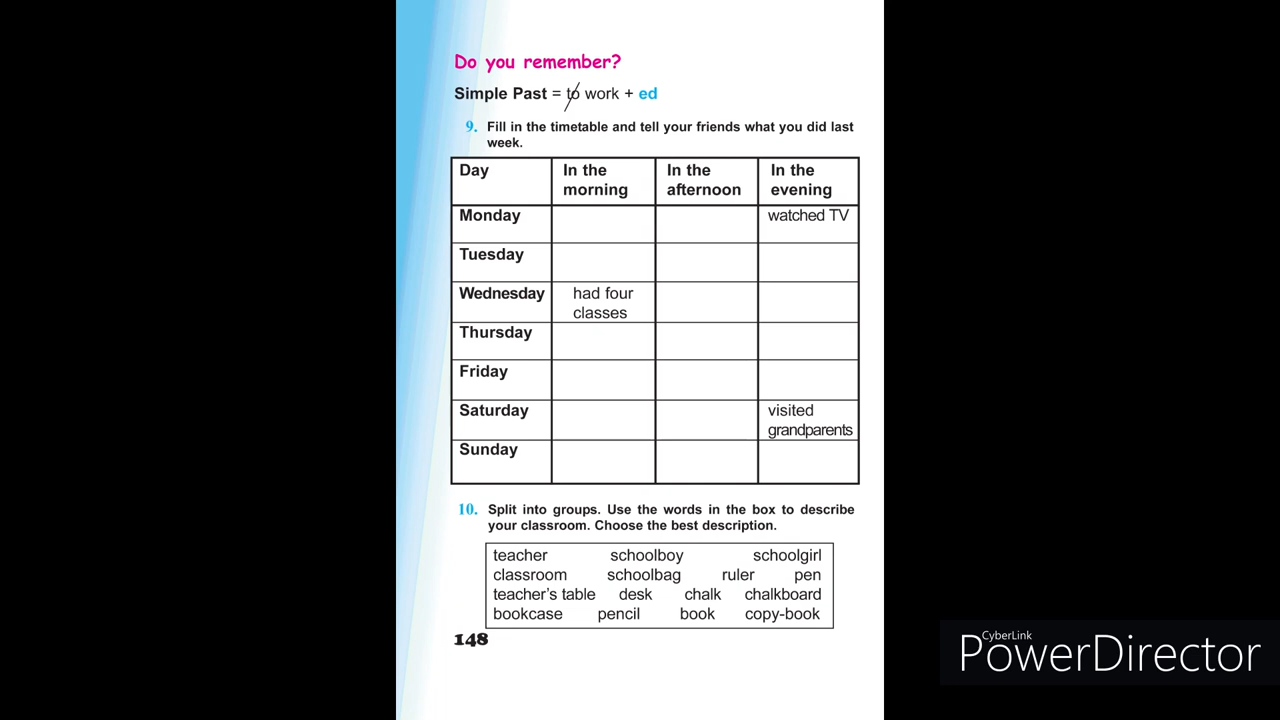 Do you remember?
Simple Past = to work + ed
9. Fill in the timetable and tell your friends what you did last
week.
Day In the morning In the afternoon In the evening
Monday watched TV
Tuesday
Wednesday had four classes
Thursday
Friday
Saturday visited grandparents
Sunday
10. Split into groups. Use the words in the box to describe
your classroom. Choose the best description.
teacher schoolboy schoolgirl
classroom schoolbag ruler pen
teacher's table desk chalk chalkboard
bookcase pencil book copy-book
148
CyberLink
PowerDirector